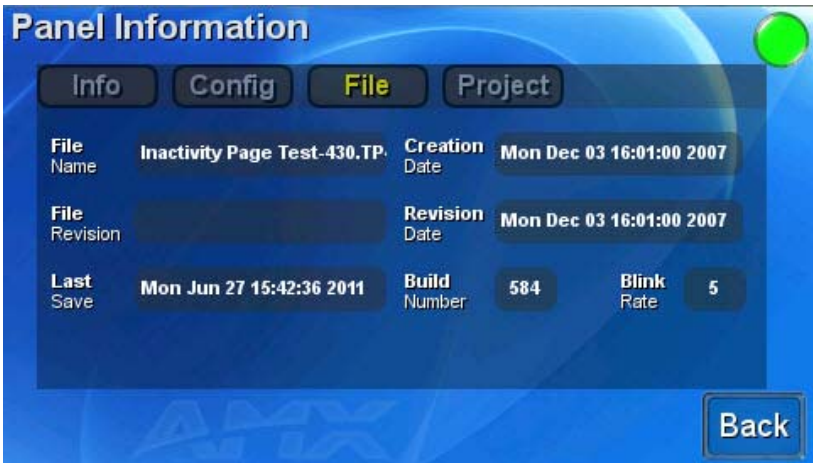 Panel Information
Info Config File Project
File Name Inactivity Page Test-430.TP- Creation Date Mon Dec 03 16:01:00 2007
File Revision Revision Date Mon Dec 03 16:01:00 2007
Last Save Mon Jun 27 15:42:36 2011 Build Number 584 Blink Rate 5
AMX
Back